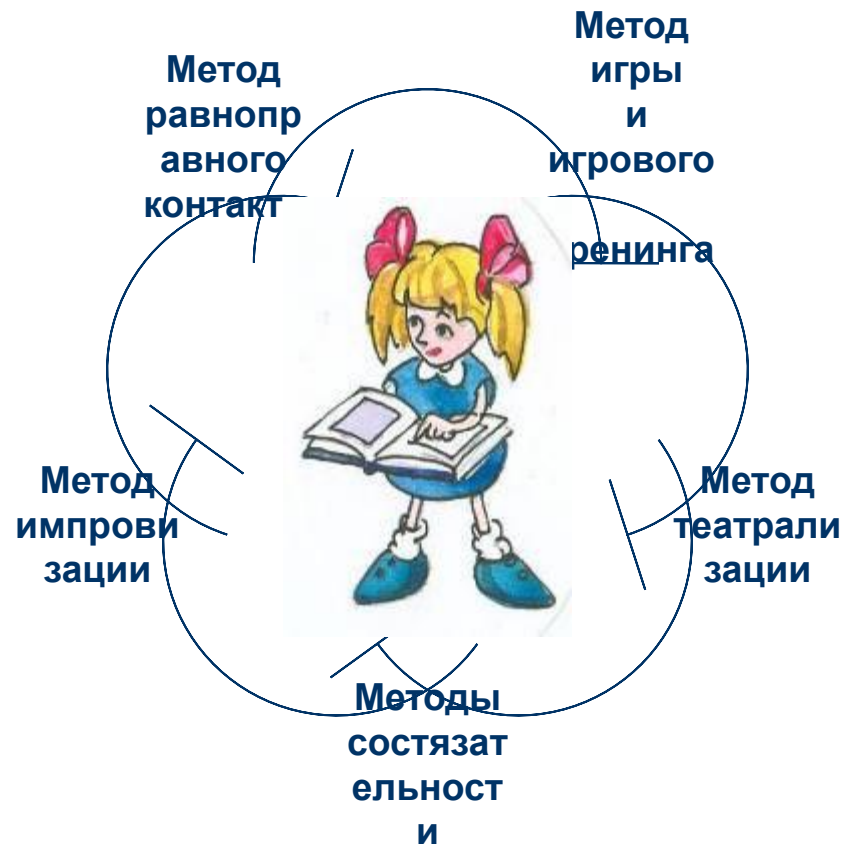 Метод
равнопр
авного
контакт
Метод
игры
и
игрового
ренинга
Метод
театрали
зации
Методы
состязат
ельност
и
Метод
импрови
зации